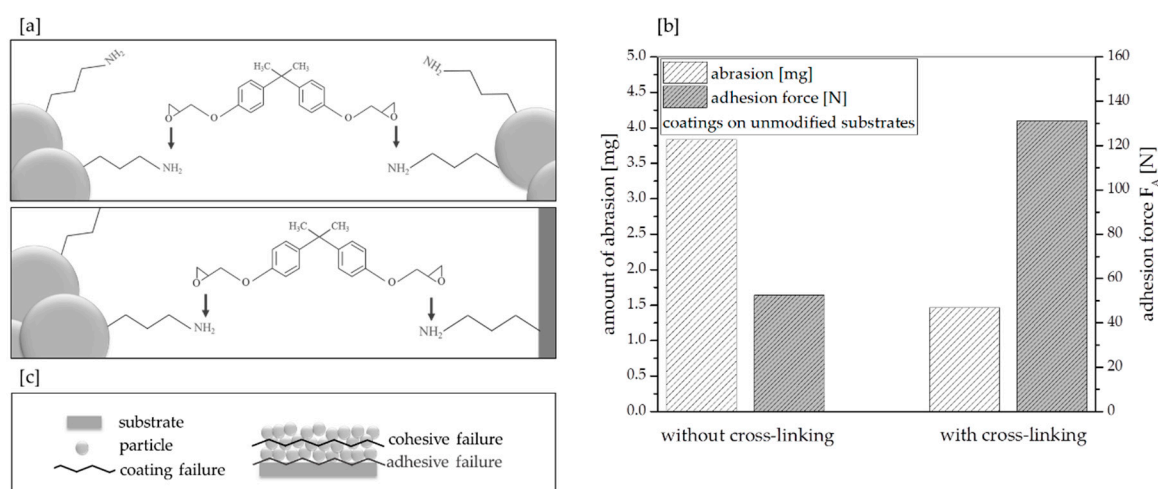 [a]
NH2
H3C CH3
NH2
O O O O
NH2
NH2
H3C CH3
O O O O
NH2
NH2
[c]
substrate
particle
coating failure
cohesive failure
adhesive failure
[b]
abrasion [mg]
adhesion force [N]
coatings on unmodified substrates
amount of abrasion [mg]
5.0
4.5
4.0
3.5
3.0
2.5
2.0
1.5
1.0
0.5
0.0
160
140
120
100
80
60
40
20
0
adhesion force FA [N]
without cross-linking
with cross-linking